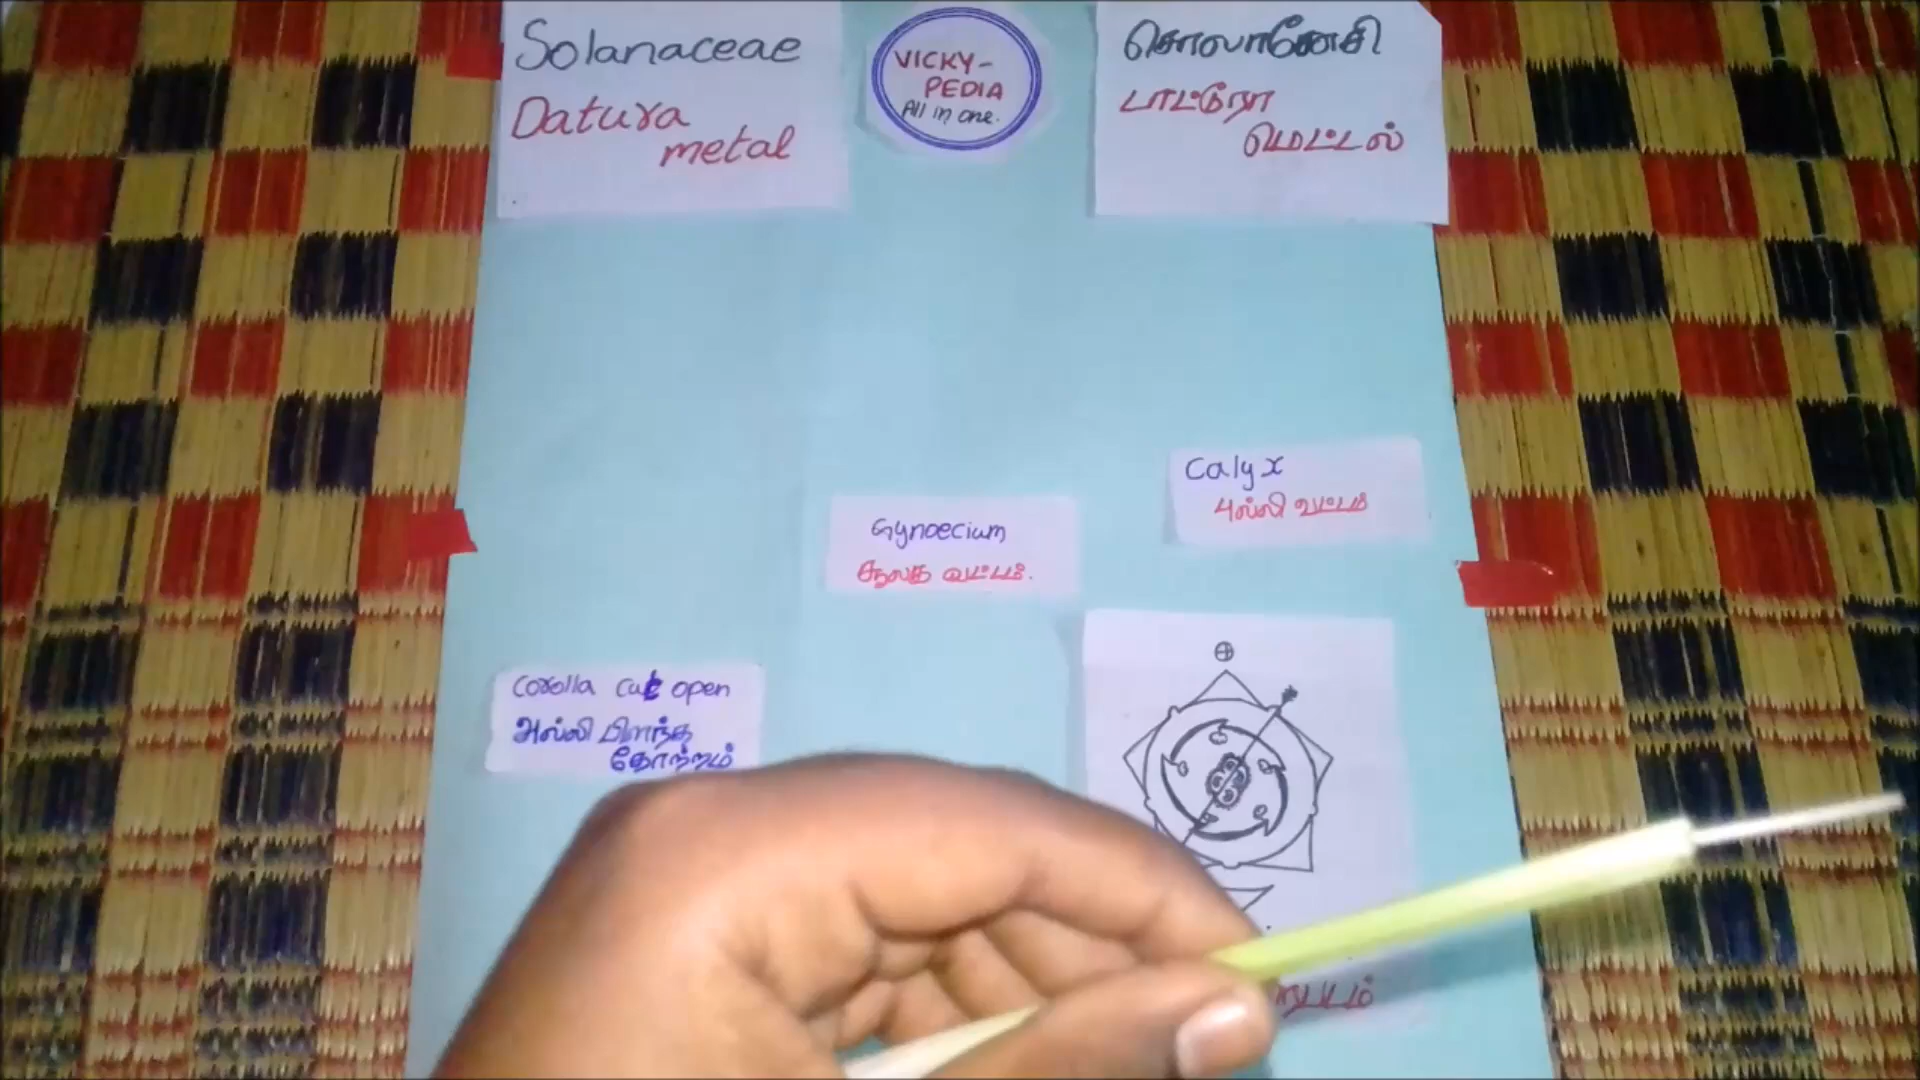 Solanaceae
Datura
metal
VICKY-
PEDIA
All in one.
சொலானேசி
டாட்டூரா
மெட்டல்
Calyx
புல்லி வட்டம்
Gynoecium
சூலக வட்டம்.
Corolla cut open
அல்லி பிளந்த
தோற்றம்